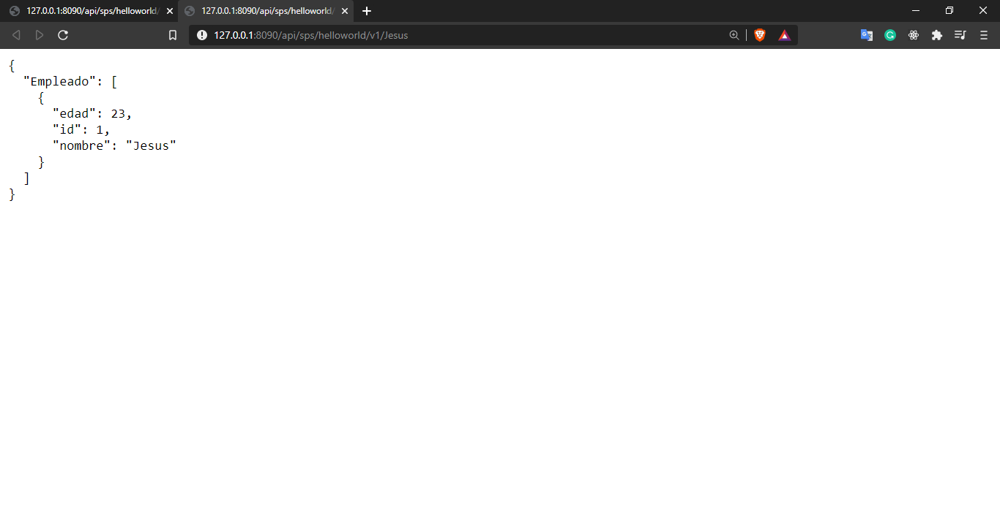 127.0.0.1:8090/api/sps/helloworld/
127.0.0.1:8090/api/sps/helloworld/
127.0.0.1:8090/api/sps/helloworld/v1/Jesus
{
  "Empleado": [
    {
      "edad": 23,
      "id": 1,
      "nombre": "Jesus"
    }
  ]
}